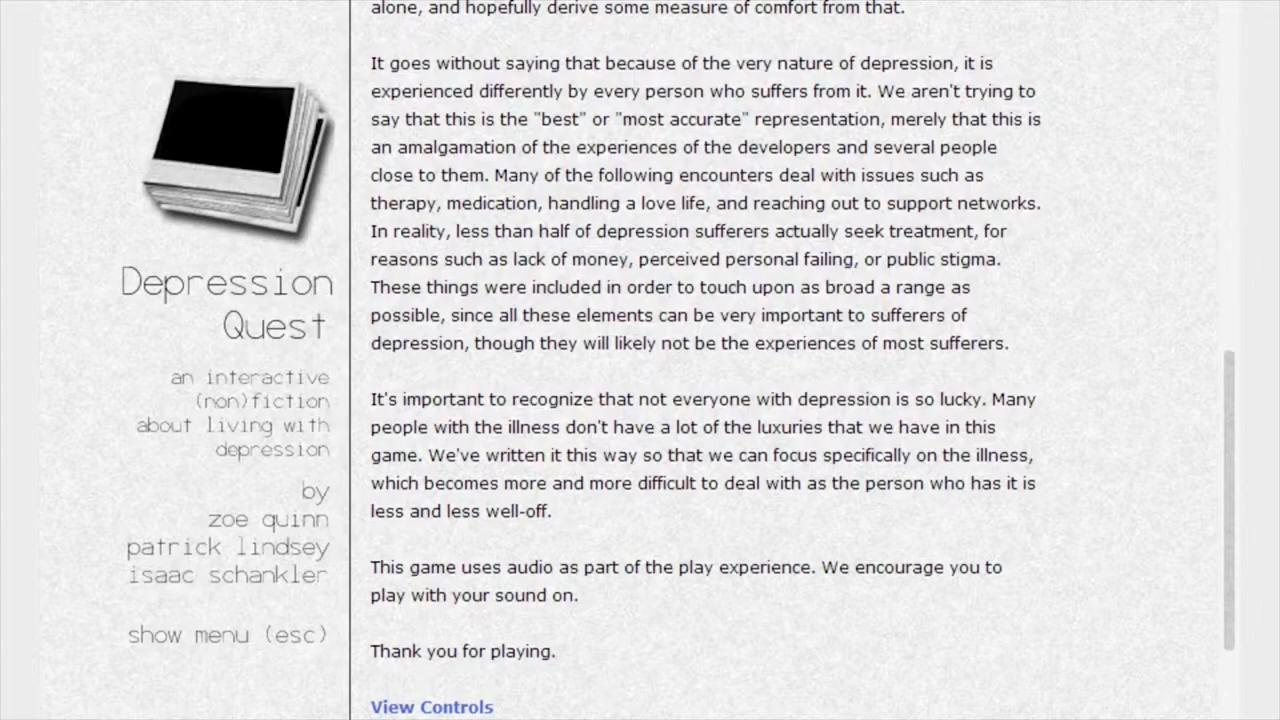 Depression
Quest
an interactive
(non)fiction
about living with
depression
by
zoe quinn
patrick lindsey
isaac schankler
show menu (esc)
alone, and hopefully derive some measure of comfort from that.
It goes without saying that because of the very nature of depression, it is
experienced differently by every person who suffers from it. We aren't trying to
say that this is the "best" or "most accurate" representation, merely that this is
an amalgamation of the experiences of the developers and several people
close to them. Many of the following encounters deal with issues such as
therapy, medication, handling a love life, and reaching out to support networks.
In reality, less than half of depression sufferers actually seek treatment, for
reasons such as lack of money, perceived personal failing, or public stigma.
These things were included in order to touch upon as broad a range as
possible, since all these elements can be very important to sufferers of
depression, though they will likely not be the experiences of most sufferers.
It's important to recognize that not everyone with depression is so lucky. Many
people with the illness don't have a lot of the luxuries that we have in this
game. We've written it this way so that we can focus specifically on the illness,
which becomes more and more difficult to deal with as the person who has it is
less and less well-off.
This game uses audio as part of the play experience. We encourage you to
play with your sound on.
Thank you for playing.
View Controls